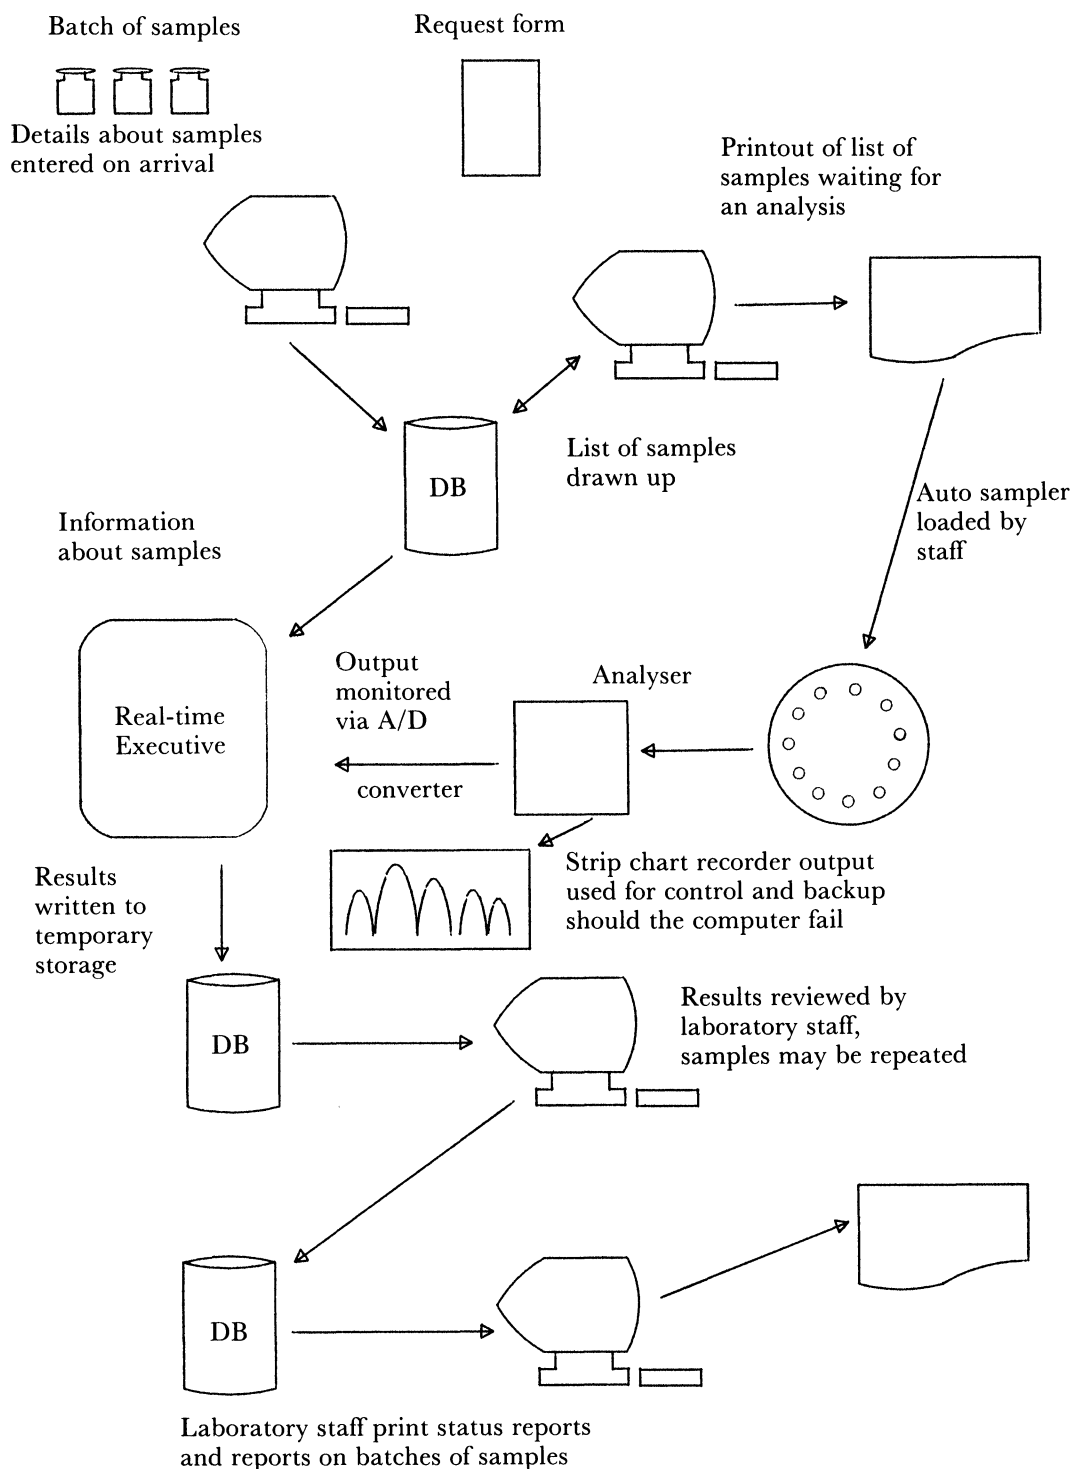 Batch of samples
Request form
Details about samples
entered on arrival
Printout of list of
samples waiting for
an analysis
List of samples
drawn up
DB
Auto sampler
loaded by
staff
Information
about samples
Real-time
Executive
Output
monitored
via A/D
converter
Analyser
Strip chart recorder output
used for control and backup
should the computer fail
Results
written to
temporary
storage
DB
Results reviewed by
laboratory staff,
samples may be repeated
DB
Laboratory staff print status reports
and reports on batches of samples